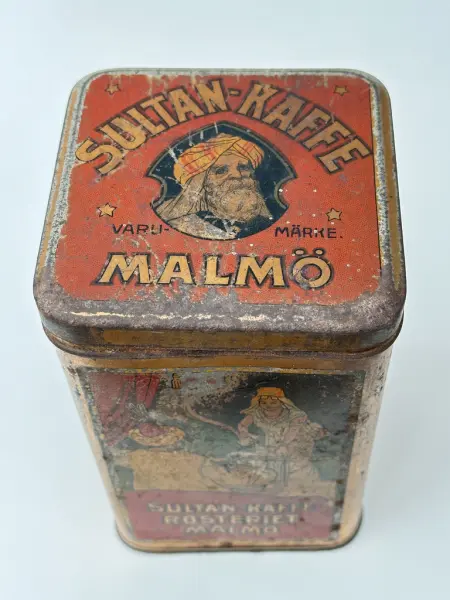 SULTAN-KAFFE
VARU- MÄRKE.
MALMÖ
SULTAN KAFFE
ROSTERIET
MALMÖ